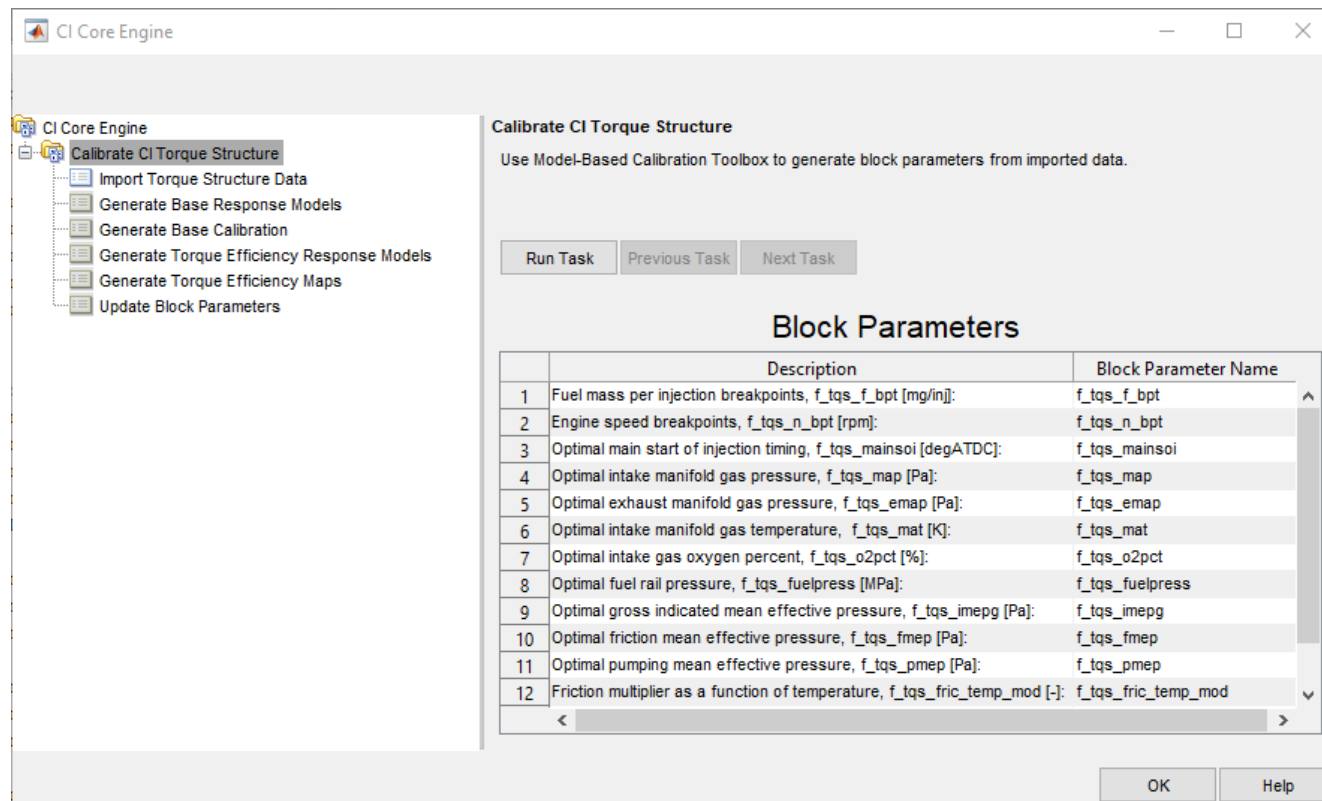 CI Core Engine
CI Core Engine
Calibrate CI Torque Structure
Import Torque Structure Data
Generate Base Response Models
Generate Base Calibration
Generate Torque Efficiency Response Models
Generate Torque Efficiency Maps
Update Block Parameters
Calibrate CI Torque Structure
Use Model-Based Calibration Toolbox to generate block parameters from imported data.
Run Task Previous Task Next Task
Block Parameters
Description Block Parameter Name
1 Fuel mass per injection breakpoints, f_tqs_f_bpt [mg/inj]: f_tqs_f_bpt
2 Engine speed breakpoints, f_tqs_n_bpt [rpm]: f_tqs_n_bpt
3 Optimal main start of injection timing, f_tqs_mainsoi [degATDC]: f_tqs_mainsoi
4 Optimal intake manifold gas pressure, f_tqs_map [Pa]: f_tqs_map
5 Optimal exhaust manifold gas pressure, f_tqs_emap [Pa]: f_tqs_emap
6 Optimal intake manifold gas temperature, f_tqs_mat [K]: f_tqs_mat
7 Optimal intake gas oxygen percent, f_tqs_o2pct [%]: f_tqs_o2pct
8 Optimal fuel rail pressure, f_tqs_fuelpress [MPa]: f_tqs_fuelpress
9 Optimal gross indicated mean effective pressure, f_tqs_imepg [Pa]: f_tqs_imepg
10 Optimal friction mean effective pressure, f_tqs_fmep [Pa]: f_tqs_fmep
11 Optimal pumping mean effective pressure, f_tqs_pmep [Pa]: f_tqs_pmep
12 Friction multiplier as a function of temperature, f_tqs_fric_temp_mod [-]: f_tqs_fric_temp_mod
OK Help